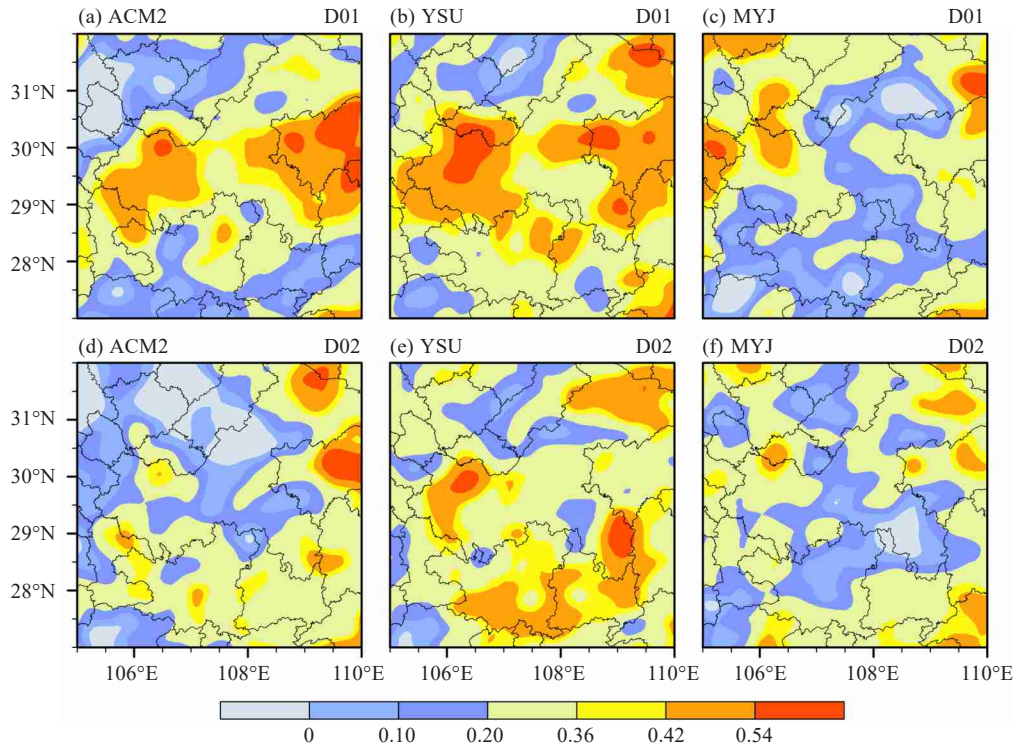 (a) ACM2 D01 (b) YSU D01 (c) MYJ D01
31°N
30°N
29°N
28°N
(d) ACM2 D02 (e) YSU D02 (f) MYJ D02
31°N
30°N
29°N
28°N
106°E 108°E 110°E 106°E 108°E 110°E 106°E 108°E 110°E
0 0.10 0.20 0.36 0.42 0.54